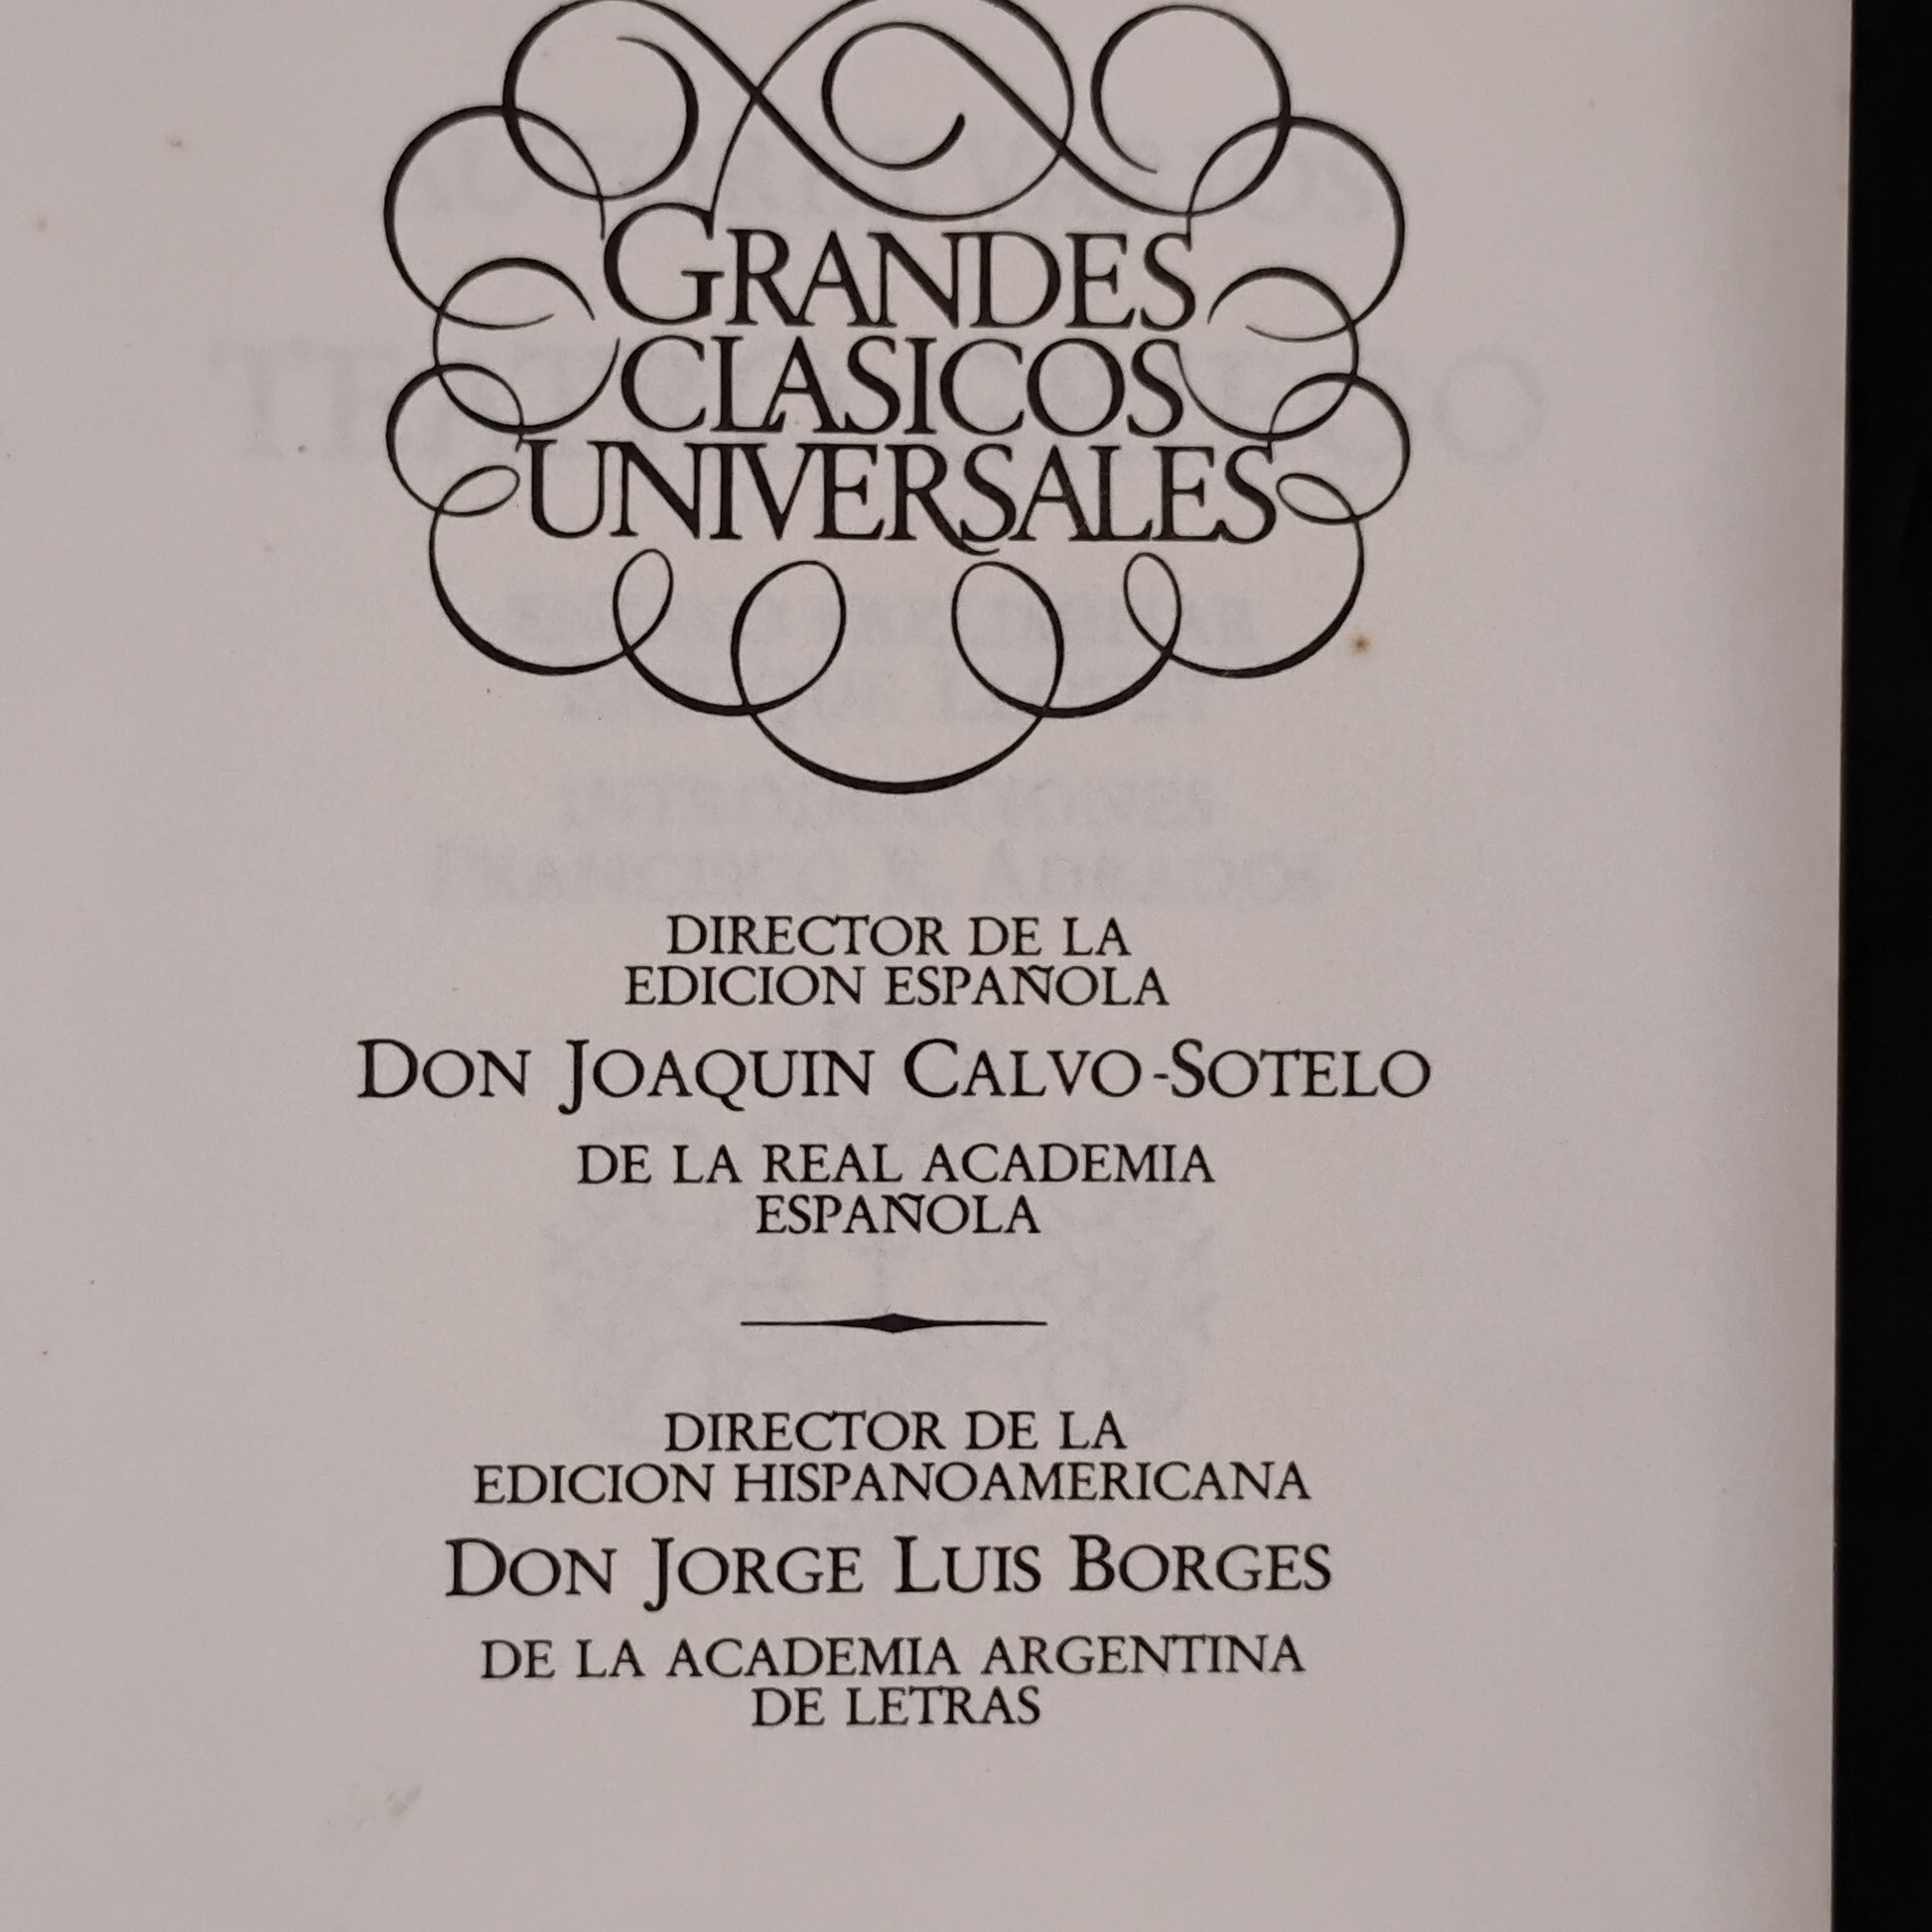 GRANDES
CLASICOS
UNIVERSALES
DIRECTOR DE LA
EDICION ESPAÑOLA
DON JOAQUIN CALVO-SOTELO
DE LA REAL ACADEMIA
ESPAÑOLA
DIRECTOR DE LA
EDICION HISPANOAMERICANA
DON JORGE LUIS BORGES
DE LA ACADEMIA ARGENTINA
DE LETRAS